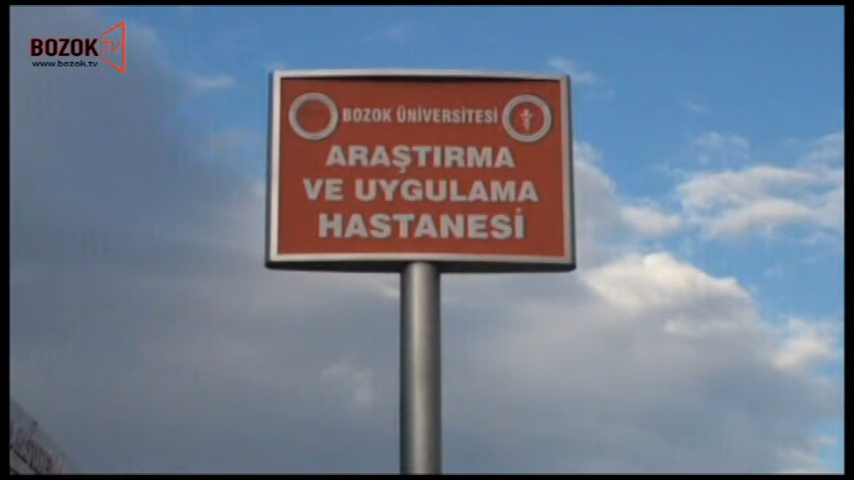 BOZOK TV
www.bozok.tv
BOZOK ÜNİVERSİTESİ
ARAŞTIRMA
VE UYGULAMA
HASTANESİ